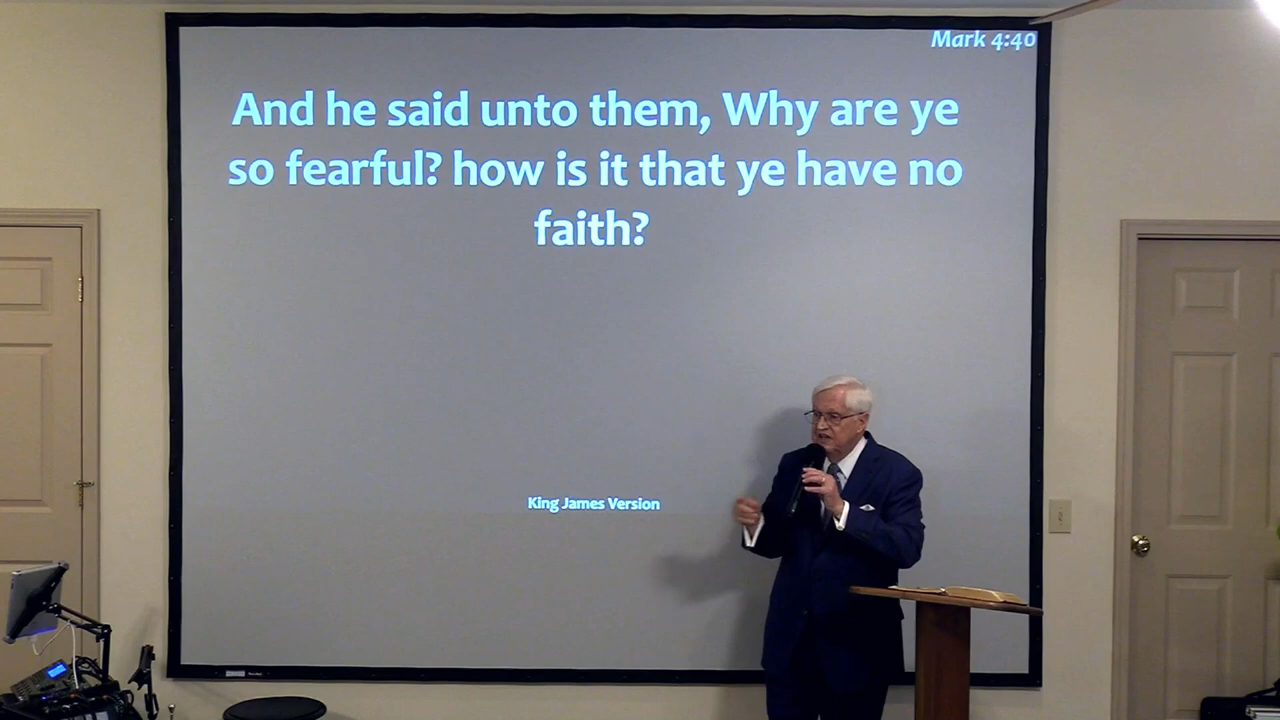 Mark 4:40
And he said unto them, Why are ye
so fearful? how is it that ye have no
faith?
King James Version